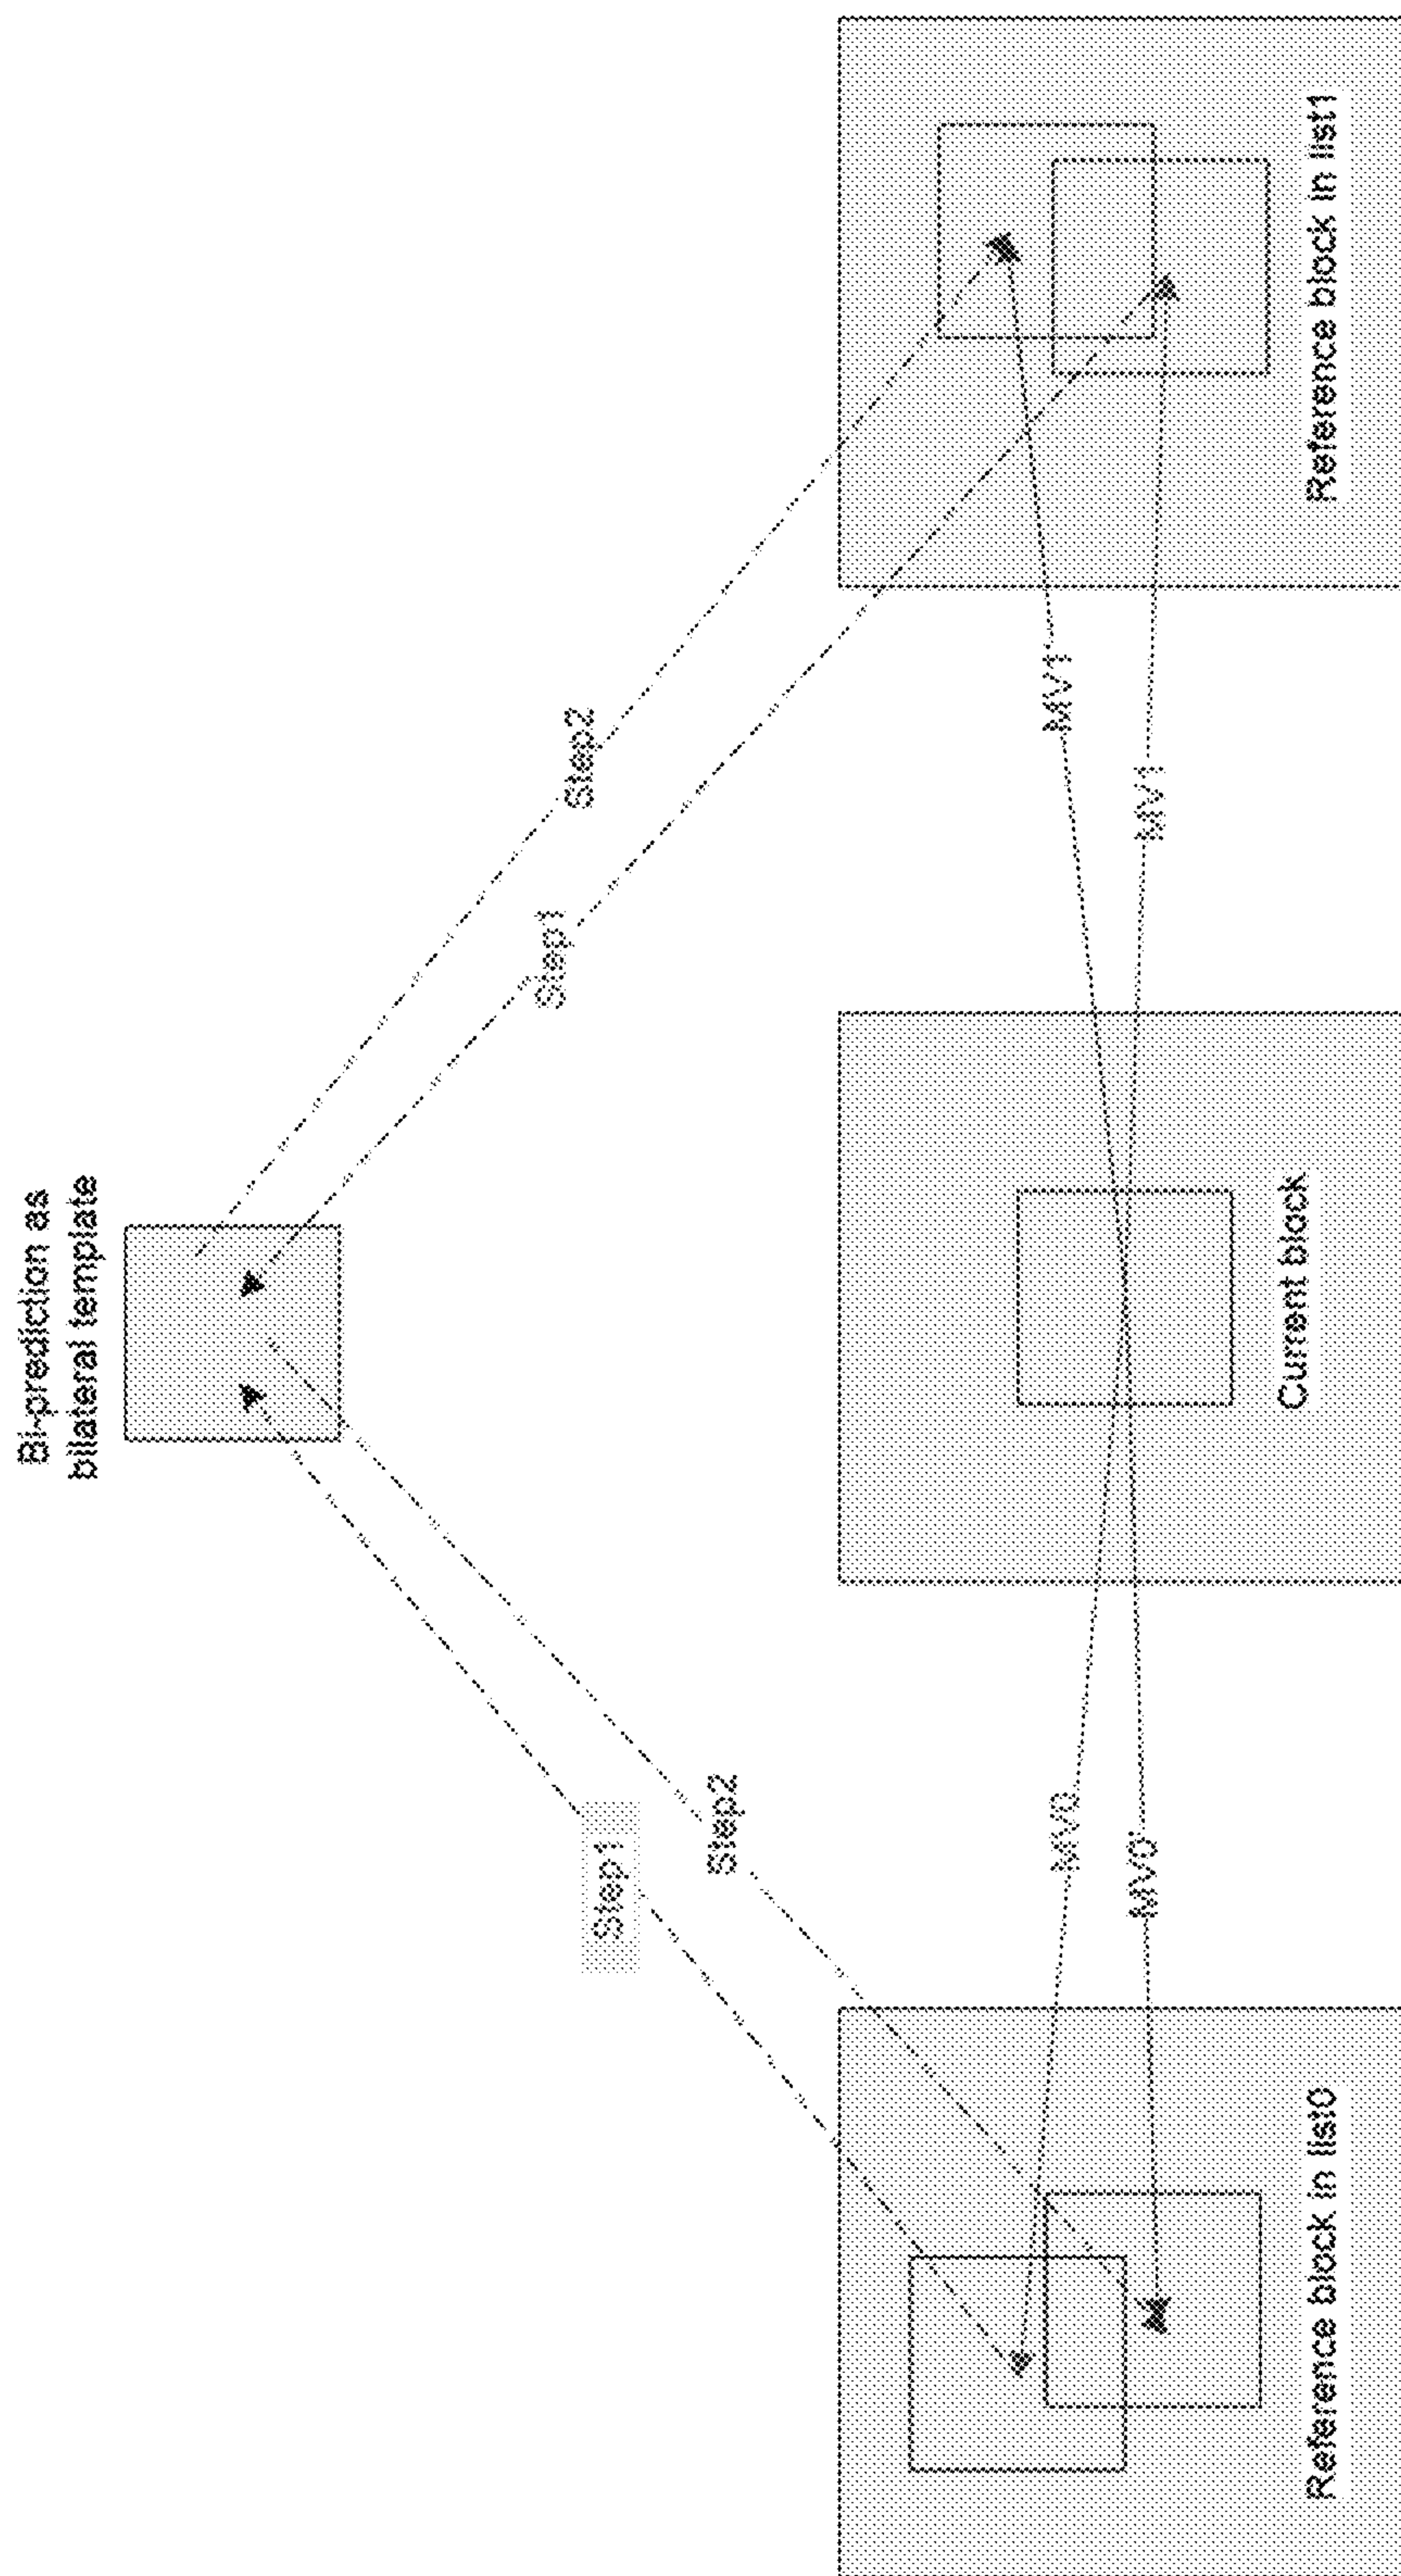 Bi-prediction as
bilateral template
Step1
Step2
Step1
Step2
MV0
MV1
MV0'
MV1
Reference block in list0
Current block
Reference block in list1